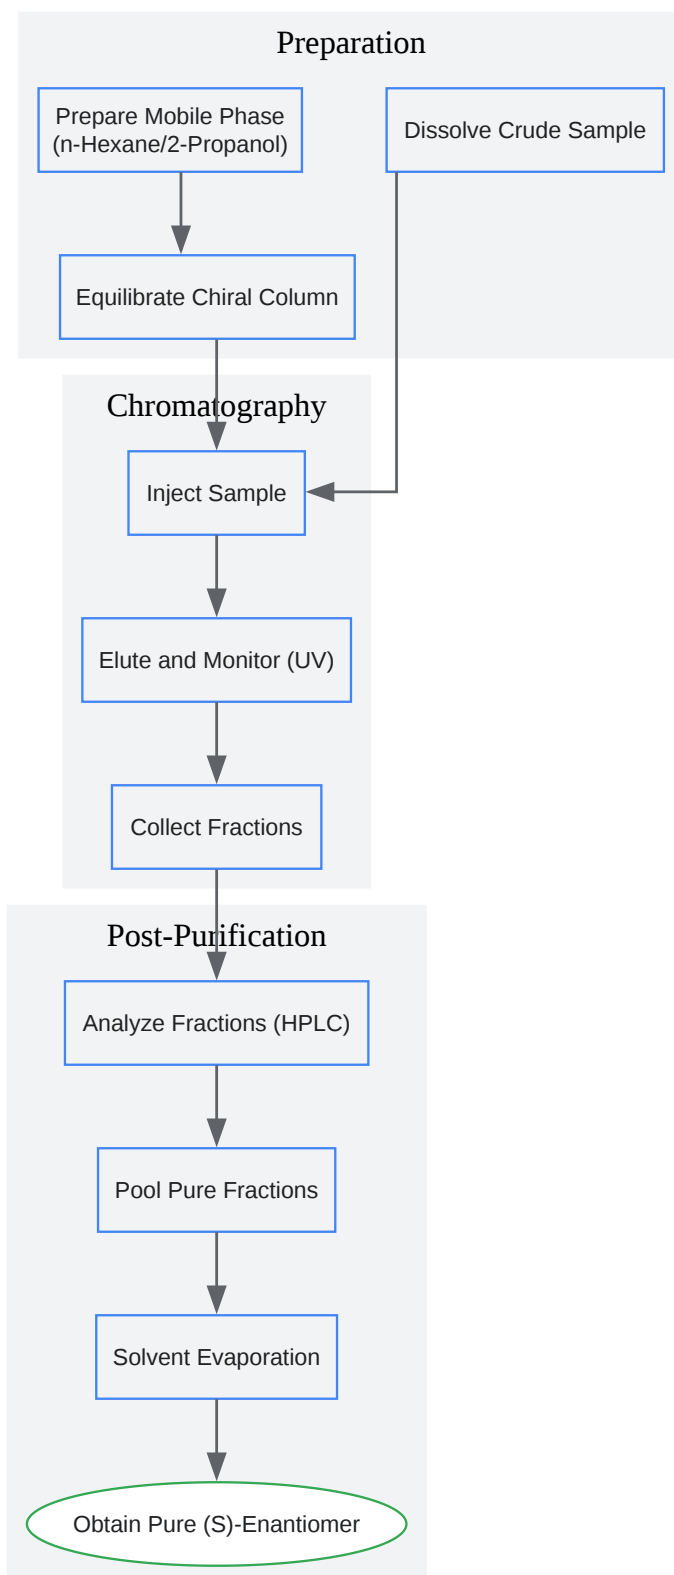 Preparation
Prepare Mobile Phase
(n-Hexane/2-Propanol)
Dissolve Crude Sample
Equilibrate Chiral Column
Chromatography
Inject Sample
Elute and Monitor (UV)
Collect Fractions
Post-Purification
Analyze Fractions (HPLC)
Pool Pure Fractions
Solvent Evaporation
Obtain Pure (S)-Enantiomer